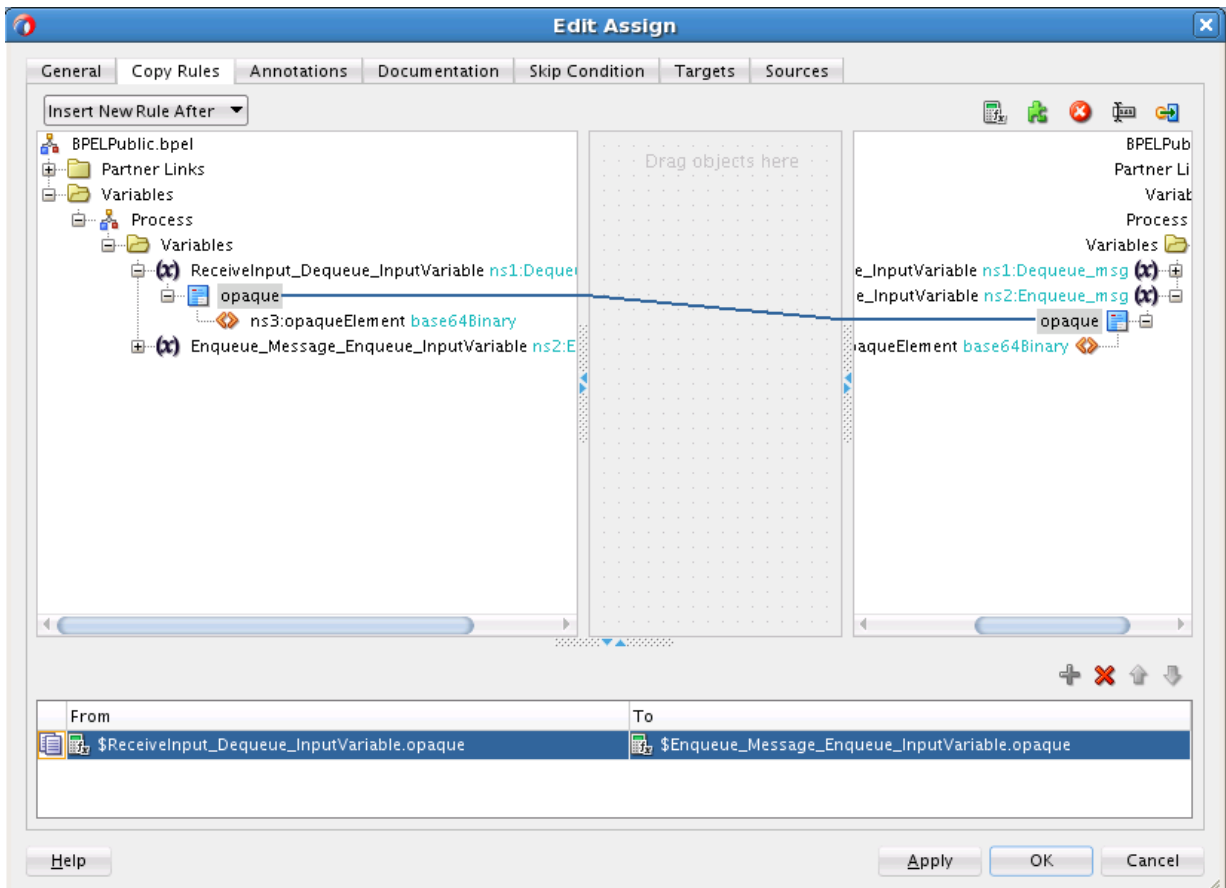 Edit Assign
General Copy Rules Annotations Documentation Skip Condition Targets Sources
Insert New Rule After
BPELPublic.bpel
Partner Links
Variables
Process
Variables
ReceiveInput_Dequeue_InputVariable ns1:Deque
opaque
ns3:opaqueElement base64Binary
Enqueue_Message_Enqueue_InputVariable ns2:E
Drag objects here
BPELPub
Partner Li
Variab
Process
Variables
e_InputVariable ns1:Dequeue_msg
e_InputVariable ns2:Enqueue_msg
opaque
aqueElement base64Binary
From To
$ReceiveInput_Dequeue_InputVariable.opaque $Enqueue_Message_Enqueue_InputVariable.opaque
Help Apply OK Cancel